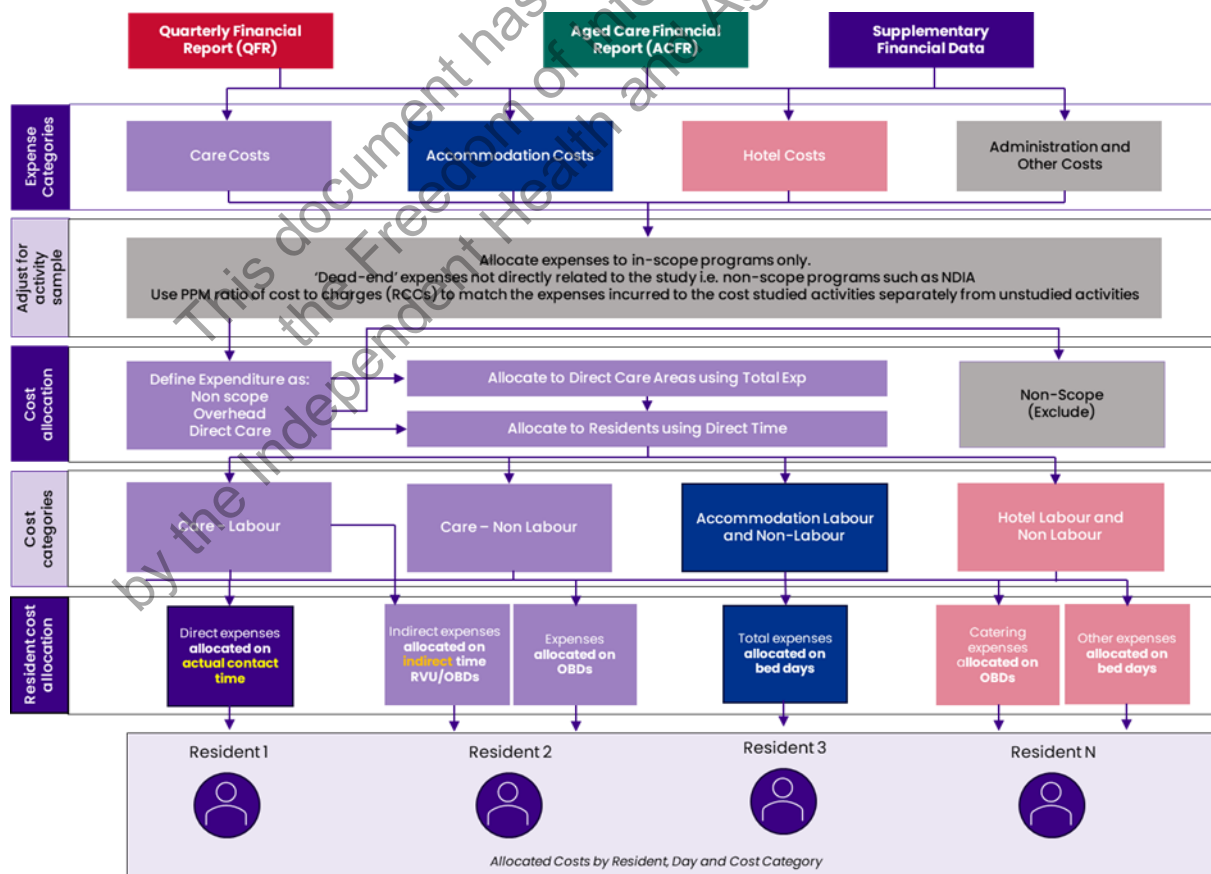 Quarterly Financial
Report (QFR)
Aged Care Financial
Report (ACFR)
Supplementary
Financial Data
Expense
Categories
Care Costs
Accommodation Costs
Hotel Costs
Administration and
Other Costs
Adjust for
activity
sample
Allocate expenses to in-scope programs only.
'Dead-end' expenses not directly related to the study i.e. non-scope programs such as NDIA
Use PPM ratio of cost to charges (RCCs) to match the expenses incurred to the cost studied activities separately from unstudied activities
Cost
allocation
Define Expenditure as:
Non scope
Overhead
Direct Care
Allocate to Direct Care Areas using Total Exp
Allocate to Residents using Direct Time
Non-Scope
(Exclude)
Cost
categories
Care - Labour
Care – Non Labour
Accommodation Labour
and Non-Labour
Hotel Labour and
Non Labour
Resident cost
allocation
Direct expenses
allocated on
actual contact
time
Indirect expenses
allocated on
indirect time
RVU/OBDs
Expenses
allocated on
OBDs
Total expenses
allocated on
bed days
Catering
expenses
allocated on
OBDs
Other expenses
allocated on
bed days
Resident 1
Resident 2
Resident 3
Resident N
Allocated Costs by Resident, Day and Cost Category
This document has
the Freedom of Info
by the Independent Health and Ag